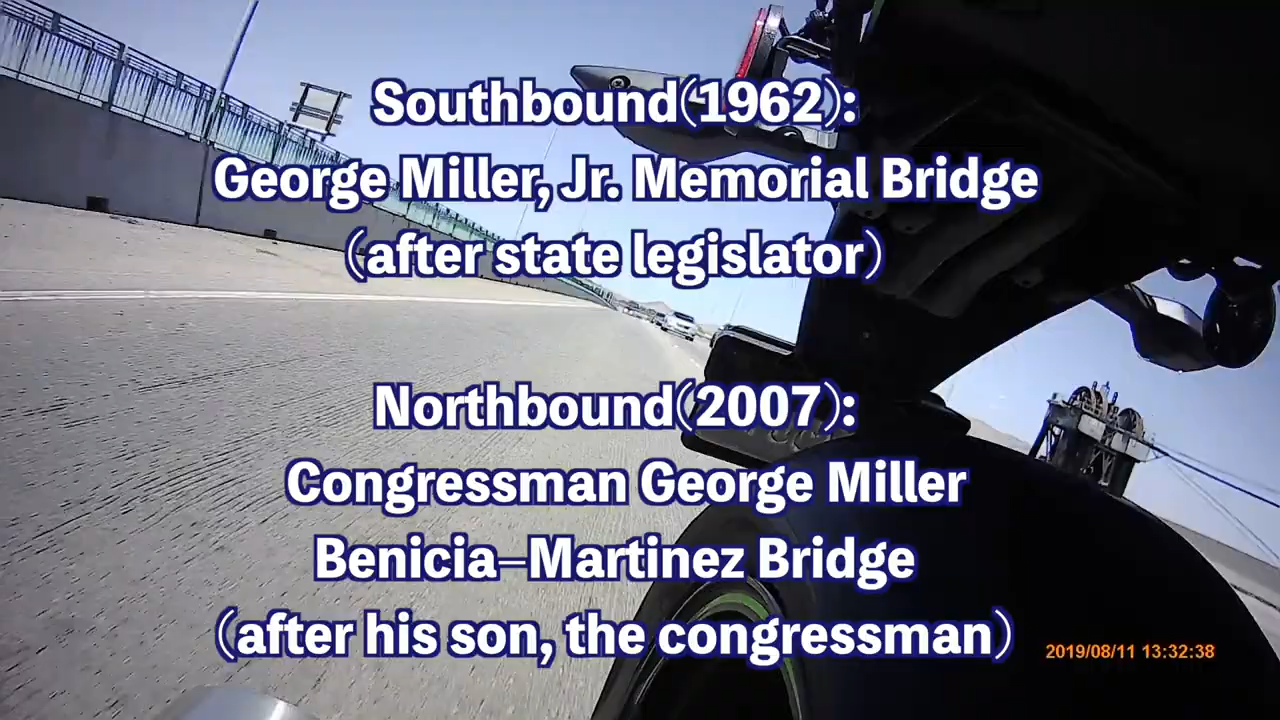 Southbound(1962):
George Miller, Jr. Memorial Bridge
(after state legislator)
Northbound(2007):
Congressman George Miller
Benicia–Martinez Bridge
(after his son, the congressman)
2019/08/11 13:32:38